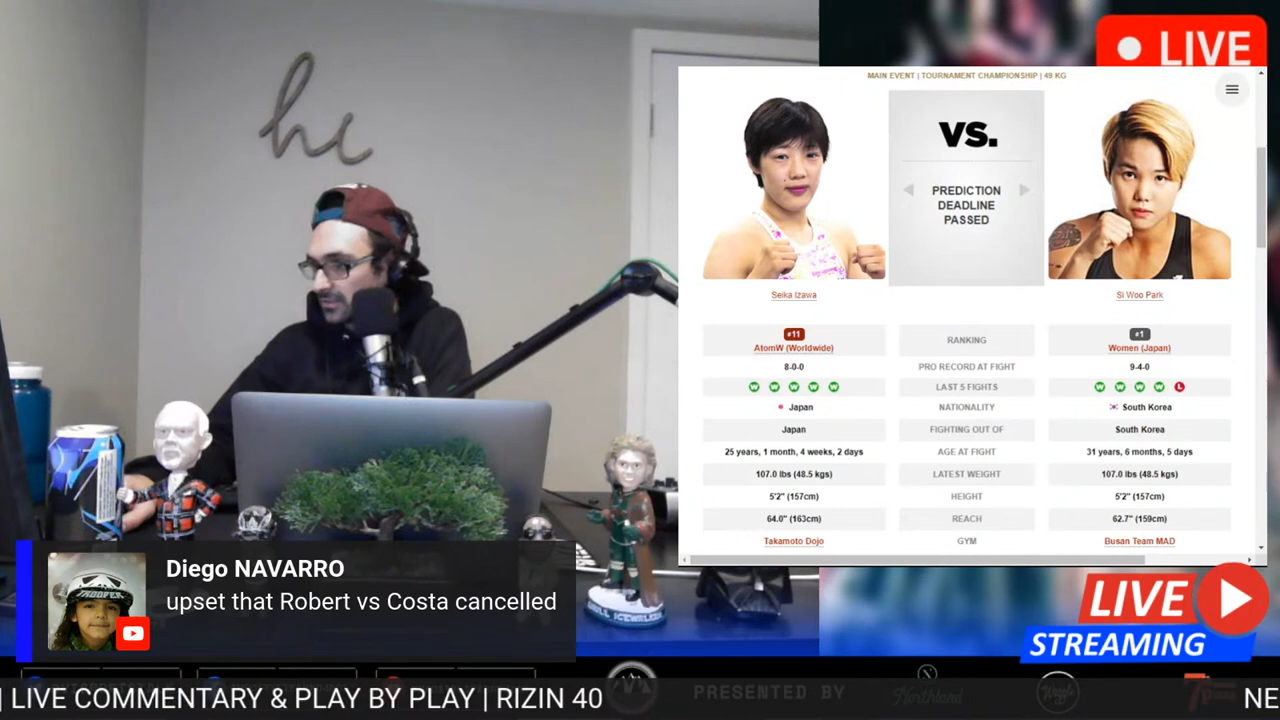 hi
LIVE
MAIN EVENT | TOURNAMENT CHAMPIONSHIP | 49 KG
VS.
PREDICTION
DEADLINE
PASSED
Seika Izawa
Si Woo Park
#11
AtomW (Worldwide)
RANKING
#1
Women (Japan)
8-0-0
PRO RECORD AT FIGHT
9-4-0
W W W W W
LAST 5 FIGHTS
W W W W L
Japan
NATIONALITY
South Korea
Japan
FIGHTING OUT OF
South Korea
25 years, 1 month, 4 weeks, 2 days
AGE AT FIGHT
31 years, 6 months, 5 days
107.0 lbs (48.5 kgs)
LATEST WEIGHT
107.0 lbs (48.5 kgs)
5'2" (157cm)
HEIGHT
5'2" (157cm)
64.0" (163cm)
REACH
62.7" (159cm)
Takamoto Dojo
GYM
Busan Team MAD
Diego NAVARRO
upset that Robert vs Costa cancelled
TROOPER
LIVE
STREAMING
PRESENTED BY
Northland
| LIVE COMMENTARY & PLAY BY PLAY | RIZIN 40
NE